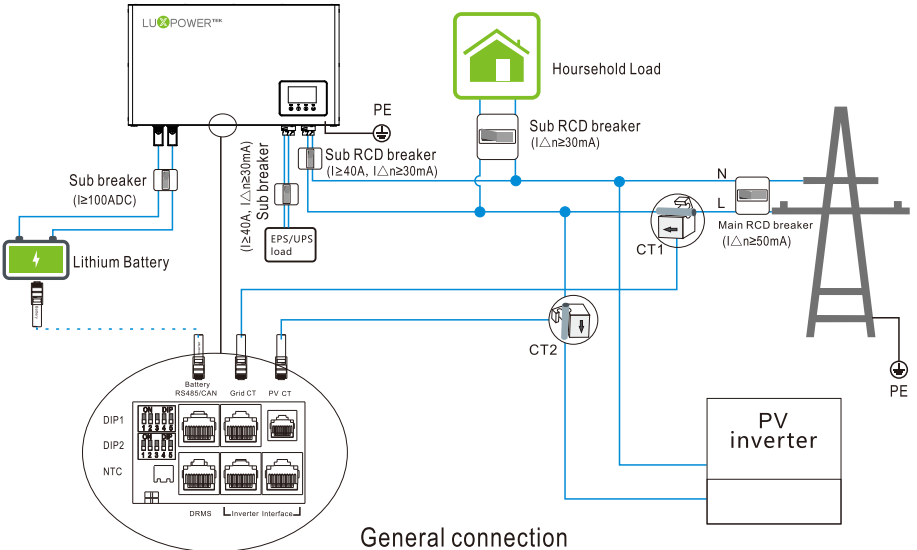 LUXPOWERTEK
PE
Hoursehold Load
Sub RCD breaker
(I△n≥30mA)
Sub RCD breaker
(I≥40A, I△n≥30mA)
Sub breaker
(I≥40A, I△n≥30mA)
Sub breaker
(I≥100ADC)
N
L
Main RCD breaker
(I△n≥50mA)
CT1
EPS/UPS
load
Lithium Battery
CT2
PE
Battery
RS485/CAN
Grid CT
PV CT
DIP1
ON DIP
1 2 3 4 5
DIP2
ON DIP
1 2 3 4 5
NTC
DRMS
Inverter Interface
PV
inverter
General connection